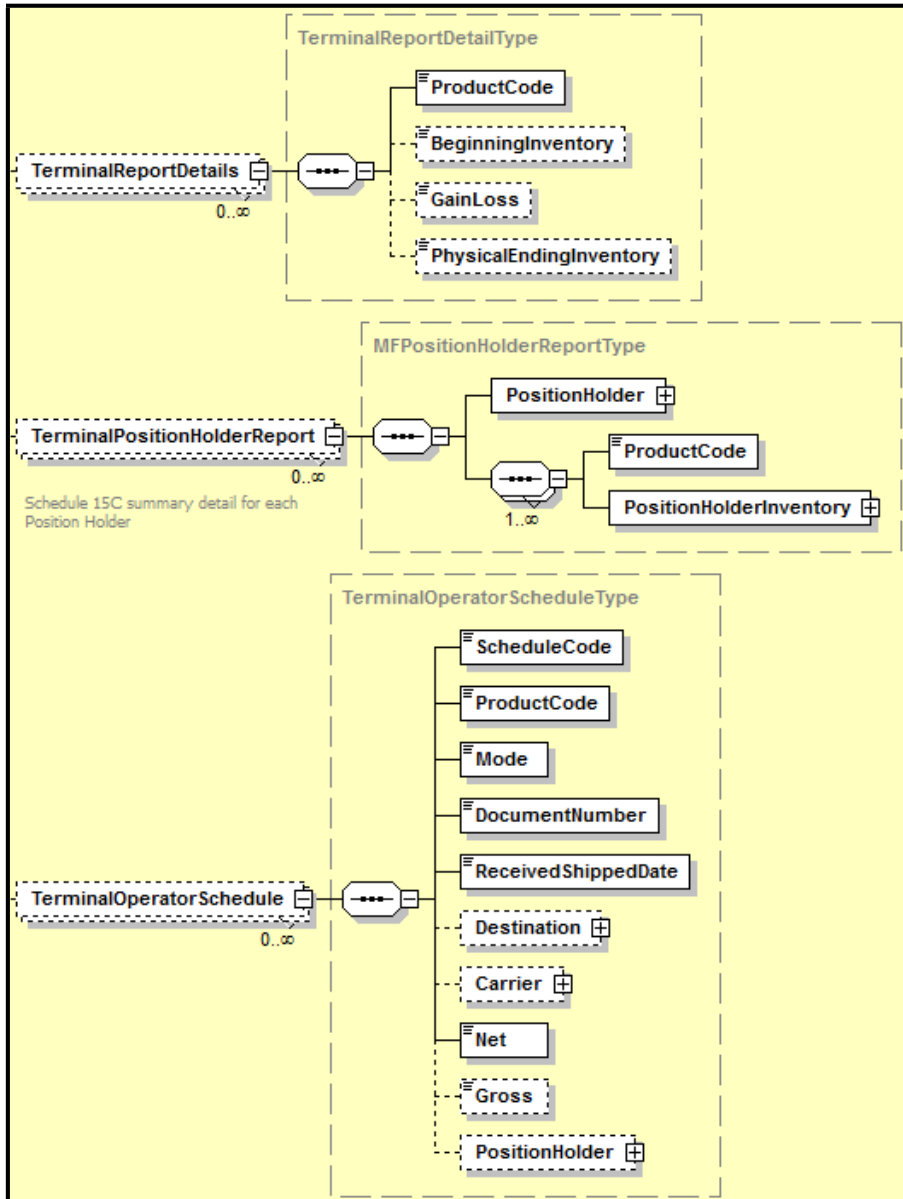 TerminalReportDetailType
ProductCode
BeginningInventory
TerminalReportDetails
GainLoss
0..∞
PhysicalEndingInventory
MFPositionHolderReportType
PositionHolder
TerminalPositionHolderReport
ProductCode
0..∞
Schedule 15C summary detail for each
Position Holder
PositionHolderInventory
1..∞
TerminalOperatorScheduleType
ScheduleCode
ProductCode
Mode
DocumentNumber
ReceivedShippedDate
TerminalOperatorSchedule
0..∞
Destination
Carrier
Net
Gross
PositionHolder